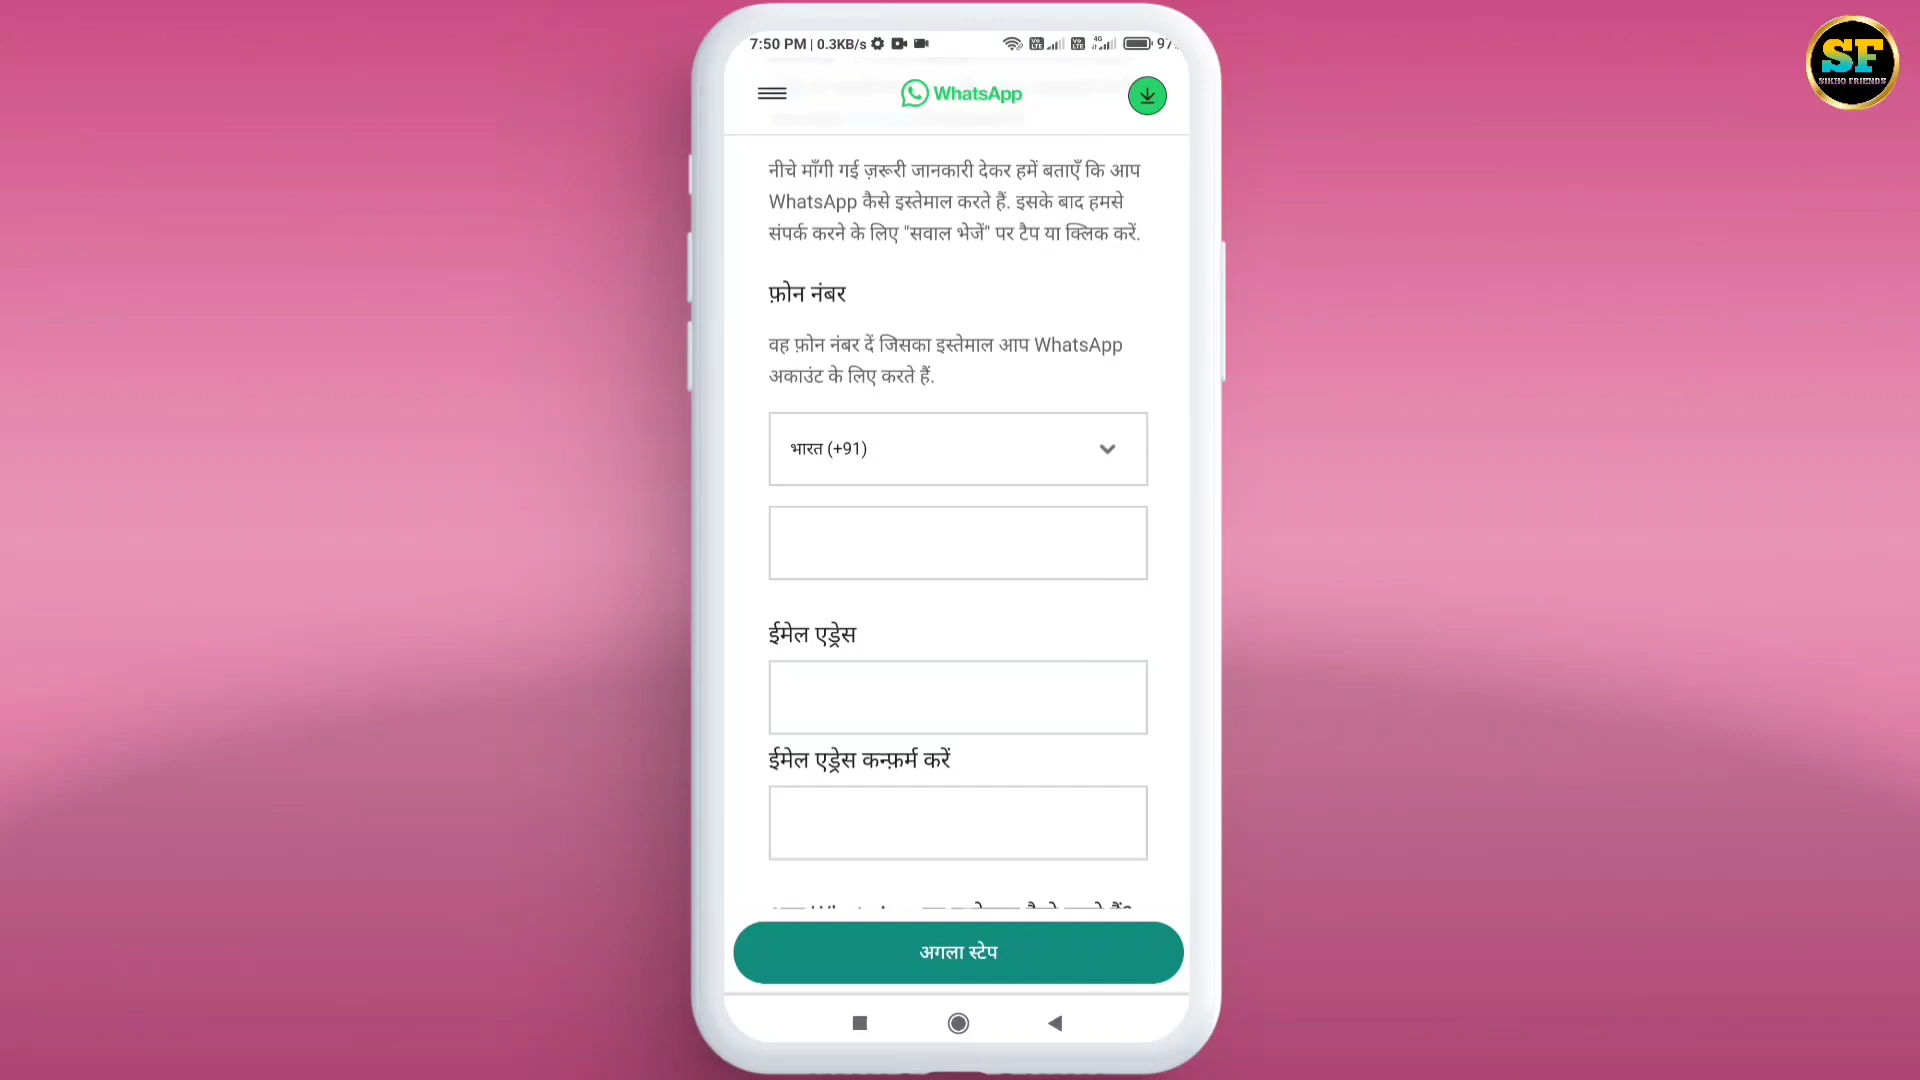 7:50 PM | 0.3KB/s
97
SF
SIKHO FRIENDS
WhatsApp
नीचे माँगी गई ज़रूरी जानकारी देकर हमें बताएँ कि आप
WhatsApp कैसे इस्तेमाल करते हैं. इसके बाद हमसे
संपर्क करने के लिए "सवाल भेजें" पर टैप या क्लिक करें.
फ़ोन नंबर
वह फ़ोन नंबर दें जिसका इस्तेमाल आप WhatsApp
अकाउंट के लिए करते हैं.
भारत (+91)
ईमेल एड्रेस
ईमेल एड्रेस कन्फ़र्म करें
अगला स्टेप